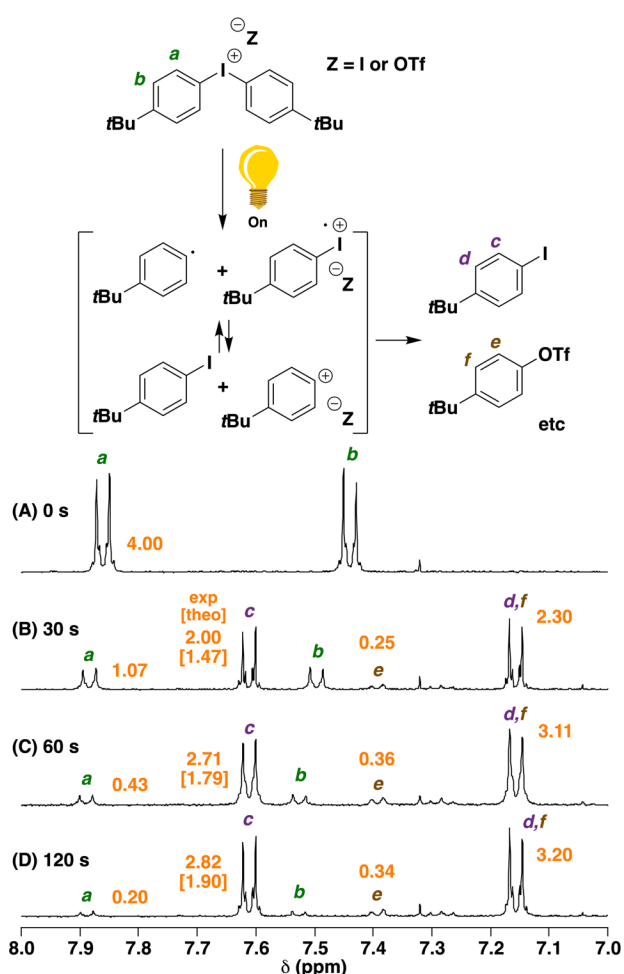 ⊖
Z
⊕
I
a
b
Z = I or OTf
tBu
tBu
On
·
+
·⊕
I
⊖
Z
tBu
tBu
I
+
⊕
⊖
Z
tBu
tBu
c
d
I
tBu
e
f
OTf
tBu
etc
a
b
(A) 0 s
4.00
exp
[theo]
c
d,f
2.30
(B) 30 s
a
1.07
2.00
[1.47]
b
0.25
e
d,f
(C) 60 s
a
0.43
2.71
[1.79]
c
b
0.36
e
3.11
d,f
(D) 120 s
a
0.20
2.82
[1.90]
c
b
0.34
e
3.20
8.0 7.9 7.8 7.7 7.6 7.5 7.4 7.3 7.2 7.1 7.0
δ (ppm)